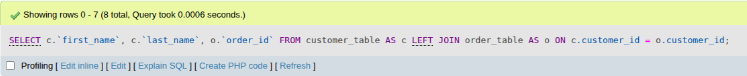 Showing rows 0 - 7 (8 total, Query took 0.0006 seconds.)
SELECT c.`first_name`, c.`last_name`, o.`order_id` FROM customer_table AS c LEFT JOIN order_table AS o ON c.customer_id = o.customer_id;
Profiling [ Edit inline ] [ Edit ] [ Explain SQL ] [ Create PHP code ] [ Refresh ]